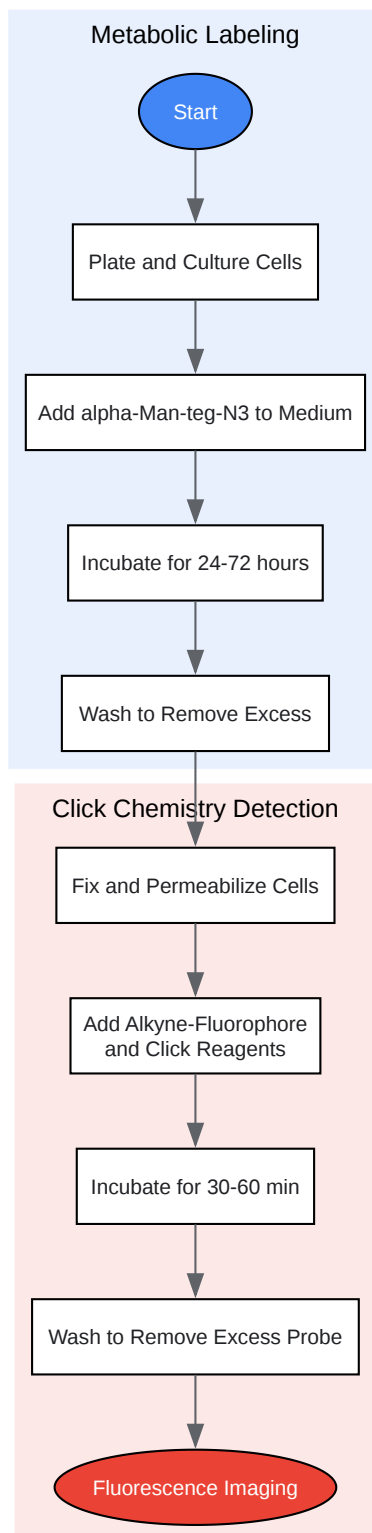 Metabolic Labeling
Start
Plate and Culture Cells
Add alpha-Man-teg-N3 to Medium
Incubate for 24-72 hours
Wash to Remove Excess
Click Chemistry Detection
Fix and Permeabilize Cells
Add Alkyne-Fluorophore
and Click Reagents
Incubate for 30-60 min
Wash to Remove Excess Probe
Fluorescence Imaging